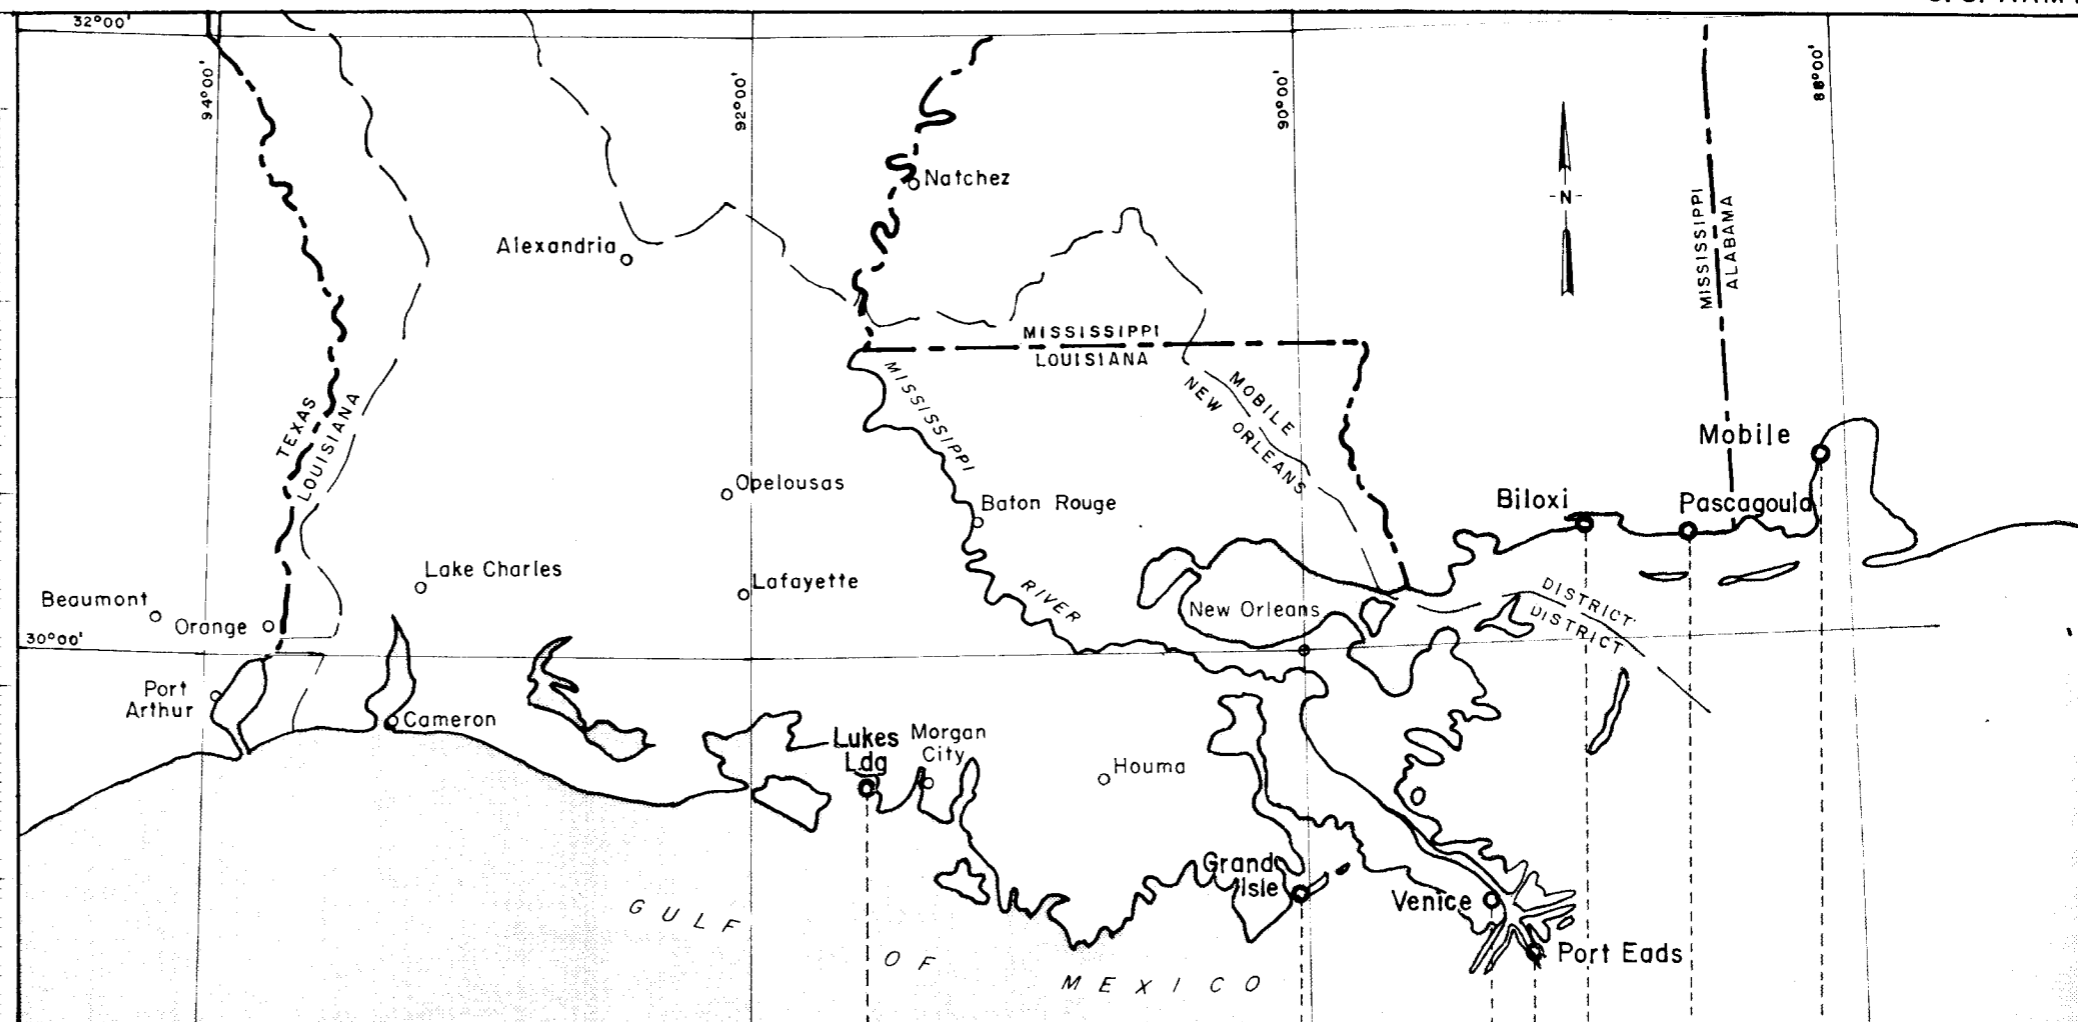 32°00'
94°00'
92°00'
90°00'
88°00'
N
Natchez
Alexandria
MISSISSIPPI
ALABAMA
MISSISSIPPI
LOUISIANA
TEXAS
LOUISIANA
MISSISSIPPI
RIVER
MOBILE
NEW ORLEANS
Mobile
Opelousas
Baton Rouge
Biloxi
Pascagoula
Lake Charles
Lafayette
Beaumont
Orange
New Orleans
DISTRICT
DISTRICT
30°00'
Port
Arthur
Cameron
Lukes
Ldg
Morgan
City
Houma
Grand
Isle
Venice
Port Eads
GULF
OF
MEXICO